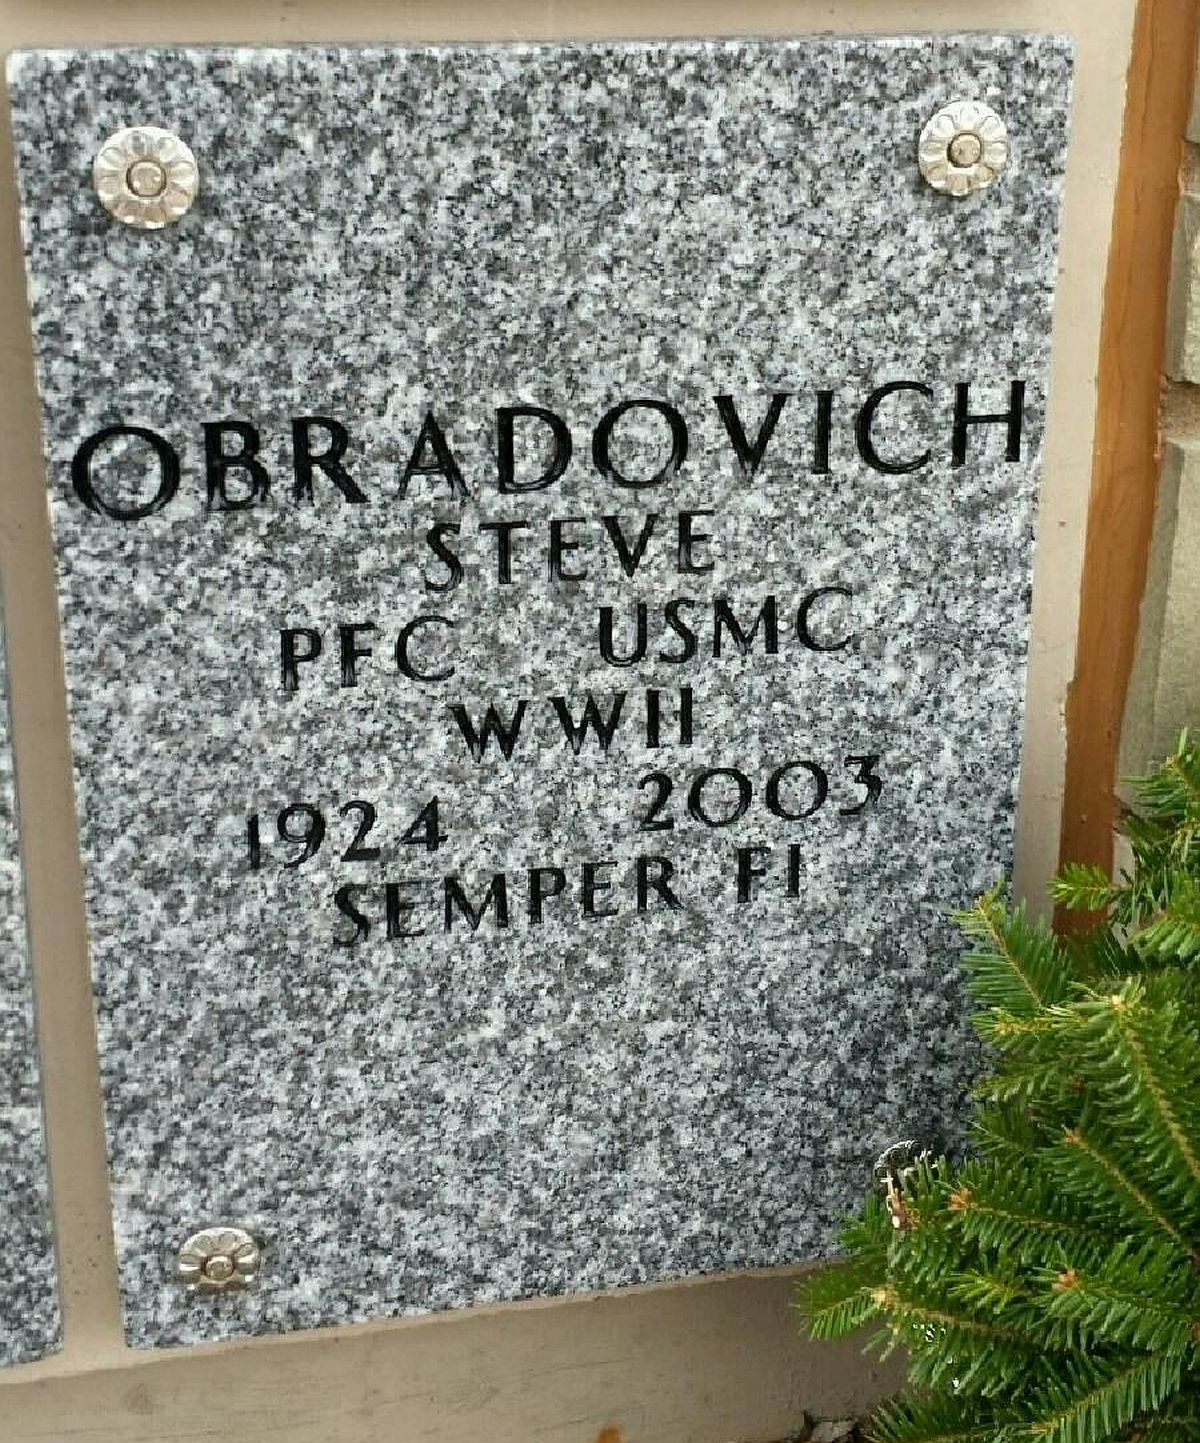 OBRADOVICH
STEVE
PFC USMC
WWII
1924 2003
SEMPER FI